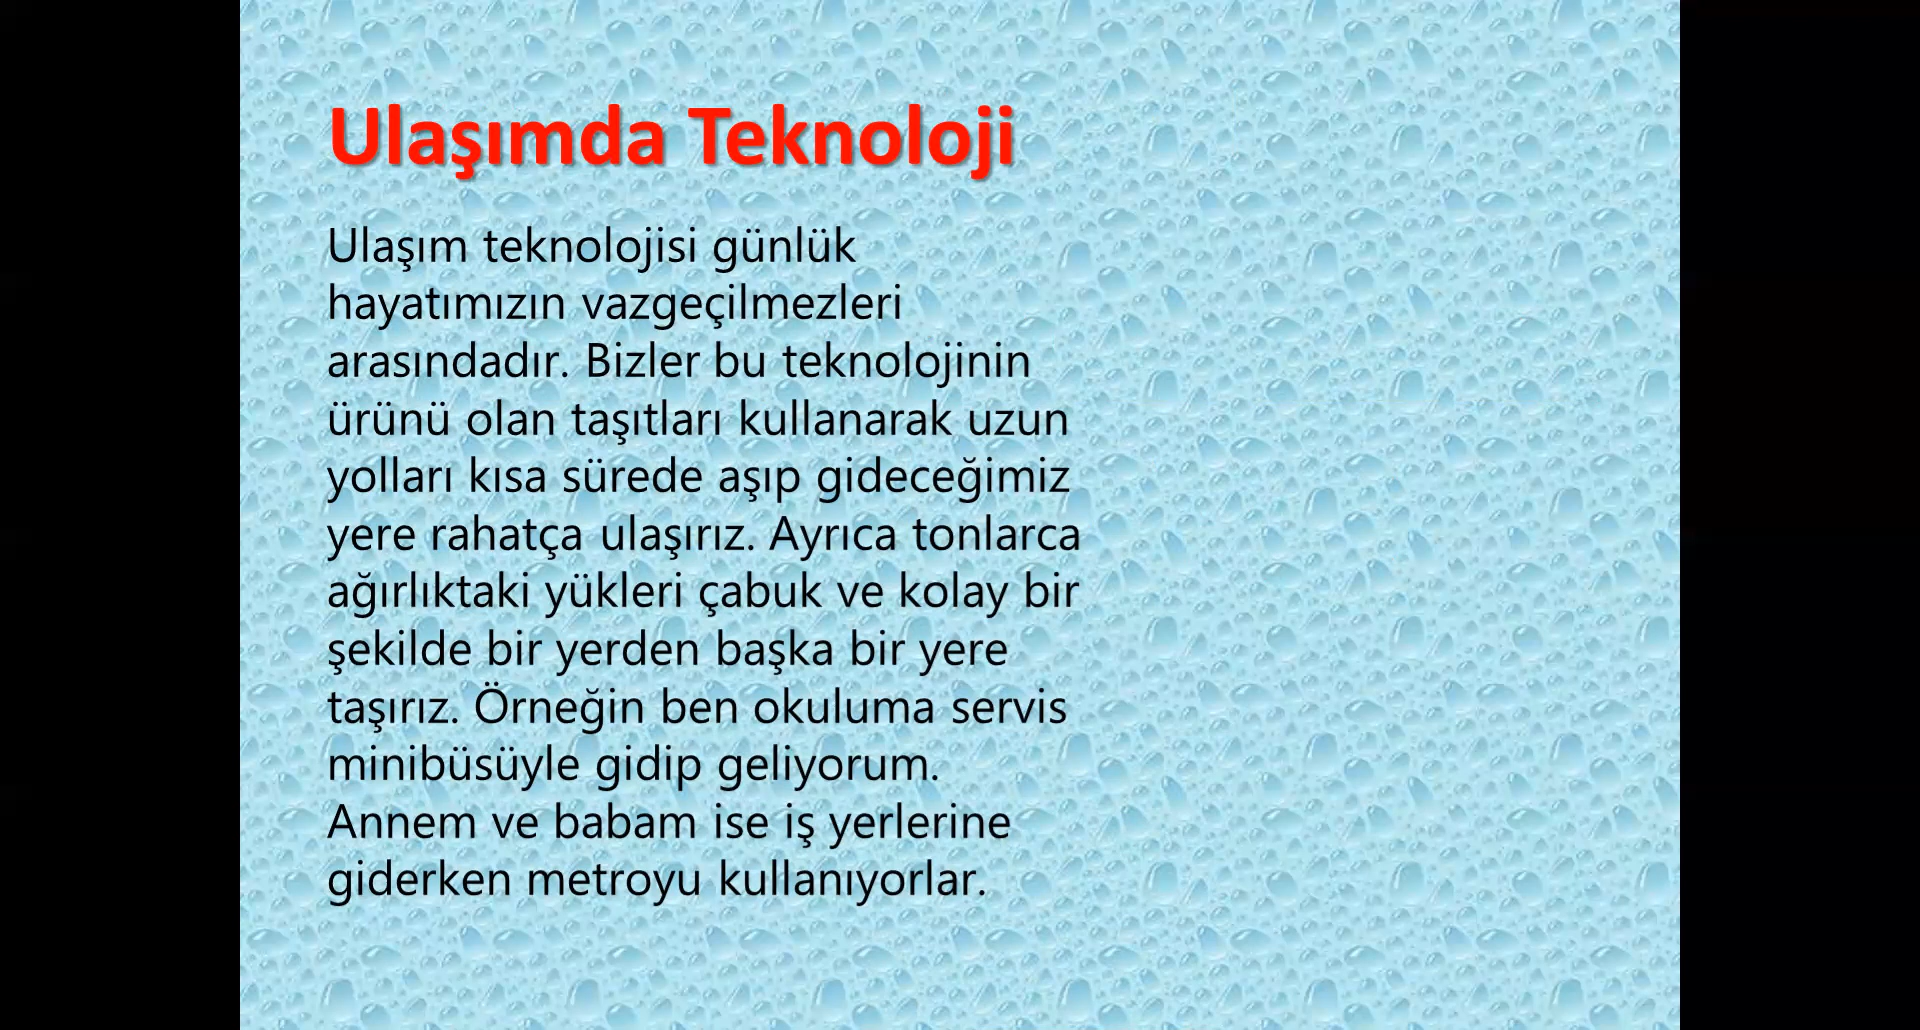 Ulaşımda Teknoloji
Ulaşım teknolojisi günlük
hayatımızın vazgeçilmezleri
arasındadır. Bizler bu teknolojinin
ürünü olan taşıtları kullanarak uzun
yolları kısa sürede aşıp gideceğimiz
yere rahatça ulaşırız. Ayrıca tonlarca
ağırlıktaki yükleri çabuk ve kolay bir
şekilde bir yerden başka bir yere
taşırız. Örneğin ben okuluma servis
minibüsüyle gidip geliyorum.
Annem ve babam ise iş yerlerine
giderken metroyu kullanıyorlar.